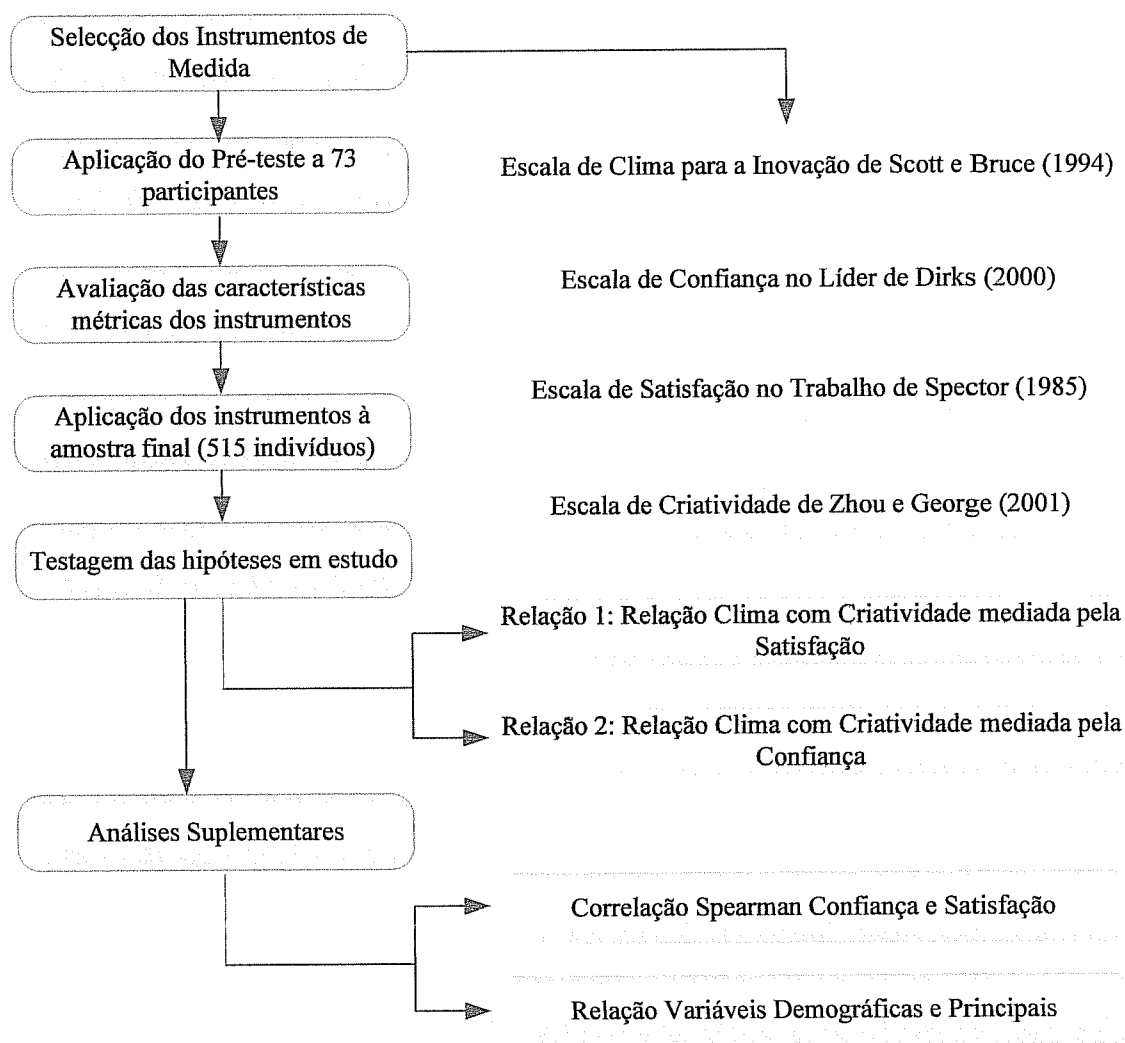 Selecção dos Instrumentos de
Medida
Aplicação do Pré-teste a 73
participantes
Escala de Clima para a Inovação de Scott e Bruce (1994)
Avaliação das características
métricas dos instrumentos
Escala de Confiança no Líder de Dirks (2000)
Aplicação dos instrumentos à
amostra final (515 indivíduos)
Escala de Satisfação no Trabalho de Spector (1985)
Escala de Criatividade de Zhou e George (2001)
Testagem das hipóteses em estudo
Relação 1: Relação Clima com Criatividade mediada pela
Satisfação
Relação 2: Relação Clima com Criatividade mediada pela
Confiança
Análises Suplementares
Correlação Spearman Confiança e Satisfação
Relação Variáveis Demográficas e Principais